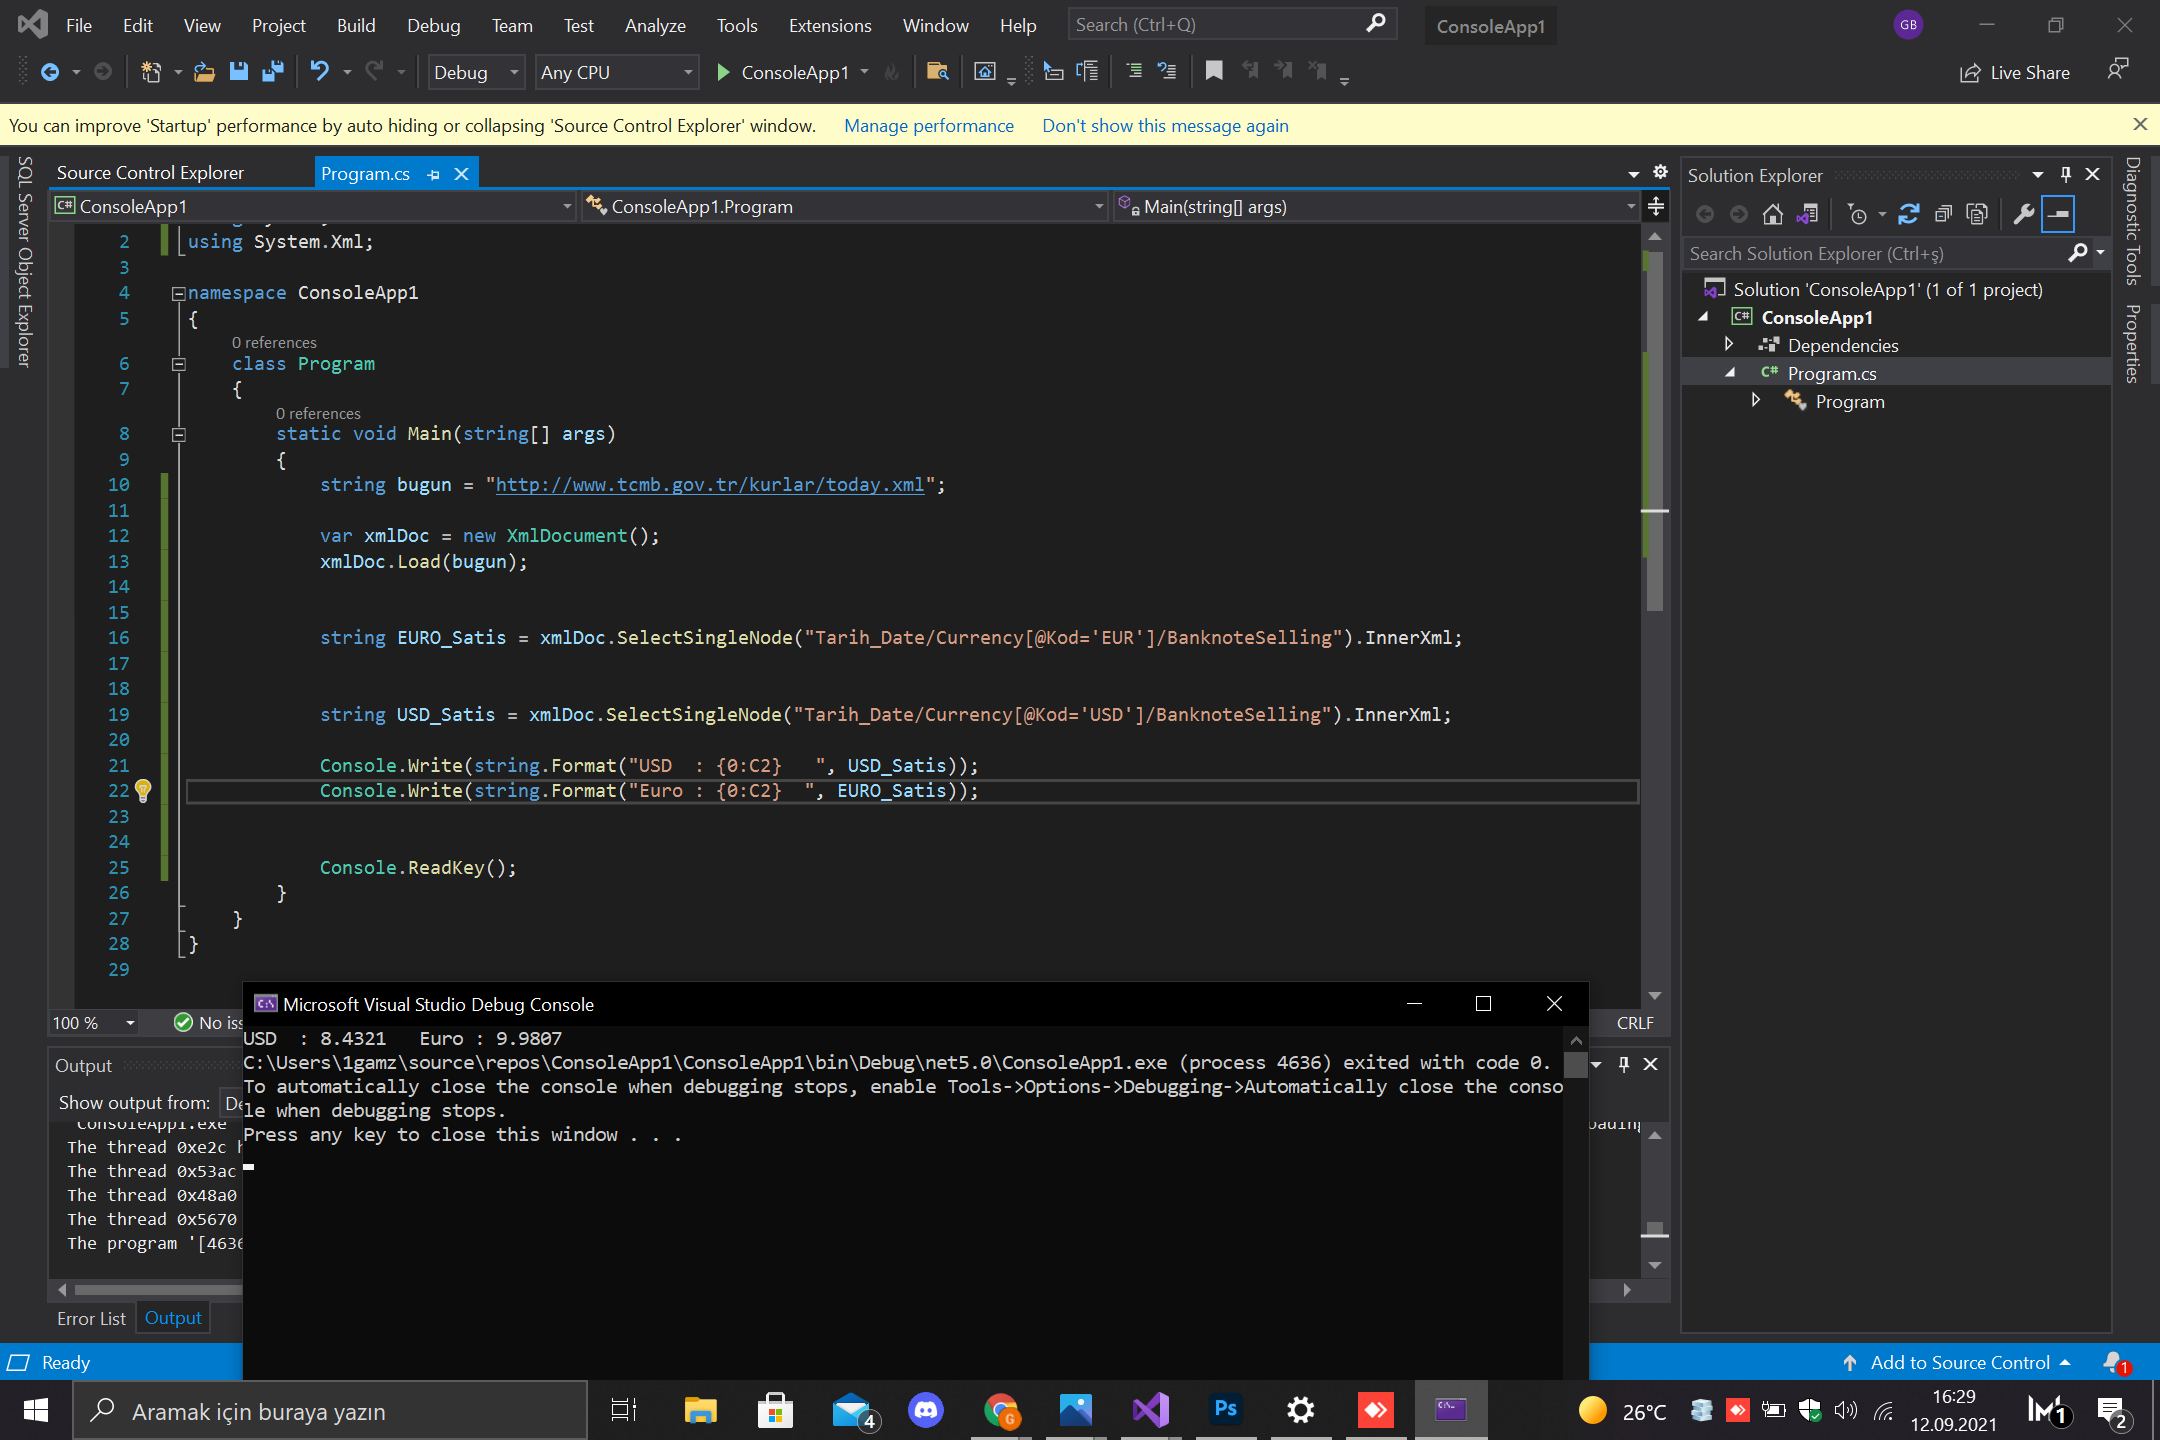 File Edit View Project Build Debug Team Test Analyze Tools Extensions Window Help Search (Ctrl+Q) ConsoleApp1 GB
Debug Any CPU ConsoleApp1 Live Share
You can improve 'Startup' performance by auto hiding or collapsing 'Source Control Explorer' window. Manage performance Don't show this message again
SQL Server Object Explorer
Source Control Explorer Program.cs
ConsoleApp1 ConsoleApp1.Program Main(string[] args)
2 using System.Xml;
3
4 namespace ConsoleApp1
5 {
0 references
6 class Program
7 {
0 references
8 static void Main(string[] args)
9 {
10 string bugun = "http://www.tcmb.gov.tr/kurlar/today.xml";
11
12 var xmlDoc = new XmlDocument();
13 xmlDoc.Load(bugun);
14
15
16 string EURO_Satis = xmlDoc.SelectSingleNode("Tarih_Date/Currency[@Kod='EUR']/BanknoteSelling").InnerXml;
17
18
19 string USD_Satis = xmlDoc.SelectSingleNode("Tarih_Date/Currency[@Kod='USD']/BanknoteSelling").InnerXml;
20
21 Console.Write(string.Format("USD  : {0:C2}   ", USD_Satis));
22 Console.Write(string.Format("Euro : {0:C2}  ", EURO_Satis));
23
24
25 Console.ReadKey();
26 }
27 }
28 }
29
100 % No iss CRLF
Solution Explorer
Search Solution Explorer (Ctrl+ş)
Solution 'ConsoleApp1' (1 of 1 project)
C# ConsoleApp1
Dependencies
C# Program.cs
Program
Diagnostic Tools
Properties
Output
Show output from: De
ConsoleApp1.exe
The thread 0xe2c h
The thread 0x53ac
The thread 0x48a0
The thread 0x5670
The program '[4636
Error List Output
Microsoft Visual Studio Debug Console
USD  : 8.4321   Euro : 9.9807
C:\Users\1gamz\source\repos\ConsoleApp1\ConsoleApp1\bin\Debug\net5.0\ConsoleApp1.exe (process 4636) exited with code 0.
To automatically close the console when debugging stops, enable Tools->Options->Debugging->Automatically close the conso
le when debugging stops.
Press any key to close this window . . .
Ready Add to Source Control 1
Aramak için buraya yazın 4 G Ps 26°C 16:29
12.09.2021 1 2